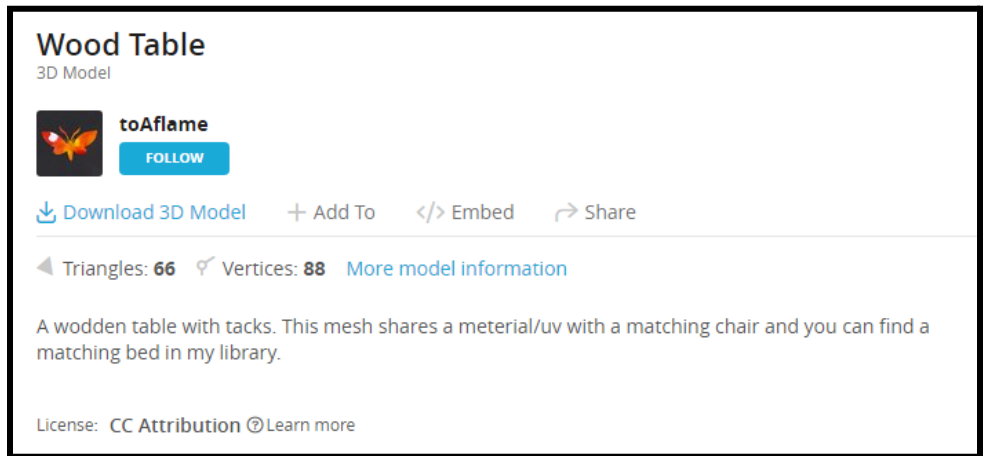 Wood Table
3D Model
toAflame
FOLLOW
Download 3D Model Add To </> Embed Share
Triangles: 66 Vertices: 88 More model information
A wodden table with tacks. This mesh shares a meterial/uv with a matching chair and you can find a
matching bed in my library.
License: CC Attribution ? Learn more